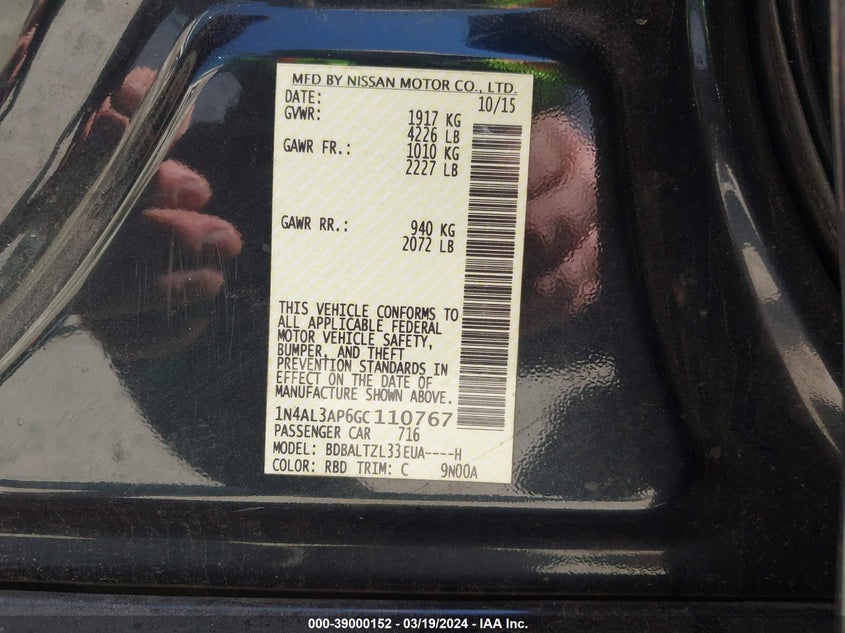 MFD BY NISSAN MOTOR CO., LTD.
DATE: 10/15
GVWR: 1917 KG
4226 LB
GAWR FR.: 1010 KG
2227 LB
GAWR RR.: 940 KG
2072 LB
THIS VEHICLE CONFORMS TO
ALL APPLICABLE FEDERAL
MOTOR VEHICLE SAFETY,
BUMPER, AND THEFT
PREVENTION STANDARDS IN
EFFECT ON THE DATE OF
MANUFACTURE SHOWN ABOVE.
1N4AL3AP6GC110767
PASSENGER CAR 716
MODEL: BDBALTZL33EUA----H
COLOR: RBD TRIM: C 9N00A
000-39000152 - 03/19/2024 - IAA Inc.